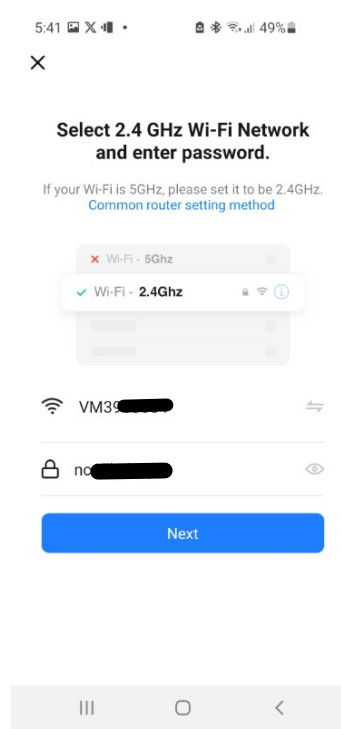 5:41 49%
Select 2.4 GHz Wi-Fi Network
and enter password.
If your Wi-Fi is 5GHz, please set it to be 2.4GHz.
Common router setting method
Wi-Fi - 5Ghz
Wi-Fi - 2.4Ghz
VM39
no
Next